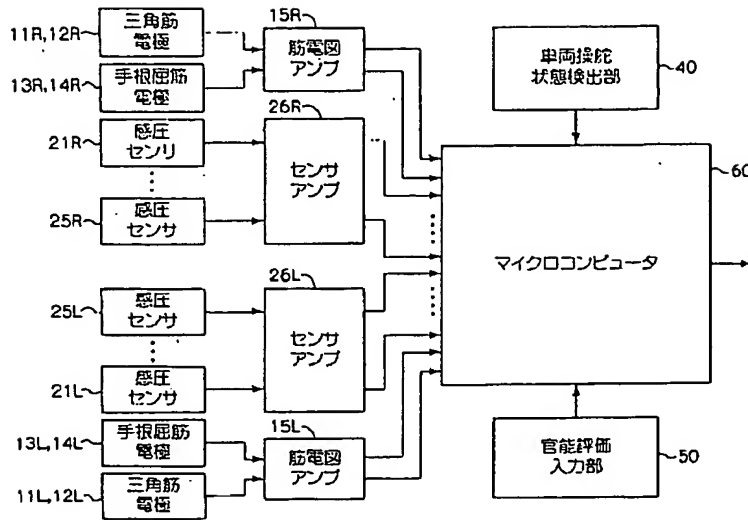 11R,12R
三角筋
電極
13R,14R
手根屈筋
電極
15R
筋電図
アンプ
21R
感圧
センリ
25R
感圧
センサ
26R
センサ
アンプ
25L
感圧
センサ
21L
感圧
センサ
26L
センサ
アンプ
13L,14L
手根屈筋
電極
11L,12L
三角筋
電極
15L
筋電図
アンプ
車両操舵
状態検出部
40
マイクロコンピュータ
60
官能評価
入力部
50